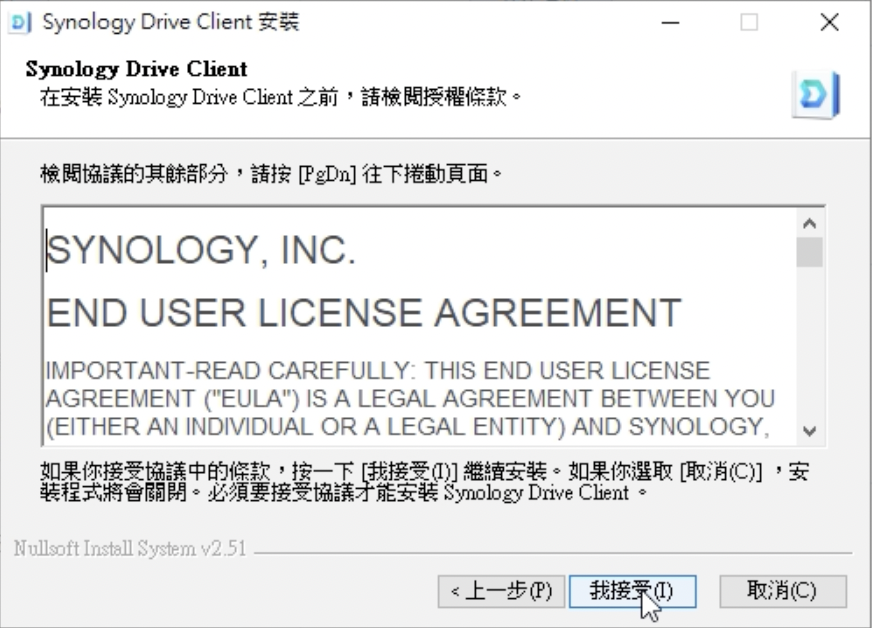 Synology Drive Client 安裝
Synology Drive Client
在安裝 Synology Drive Client 之前，請檢閱授權條款。
檢閱協議的其餘部分，請按 [PgDn] 往下捲動頁面。
SYNOLOGY, INC.
END USER LICENSE AGREEMENT
IMPORTANT-READ CAREFULLY: THIS END USER LICENSE
AGREEMENT ("EULA") IS A LEGAL AGREEMENT BETWEEN YOU
(EITHER AN INDIVIDUAL OR A LEGAL ENTITY) AND SYNOLOGY,
如果你接受協議中的條款，按一下 [我接受(I)] 繼續安裝。如果你選取 [取消(C)] ，安
裝程式將會關閉。必須要接受協議才能安裝 Synology Drive Client。
Nullsoft Install System v2.51
< 上一步(P)
我接受(I)
取消(C)